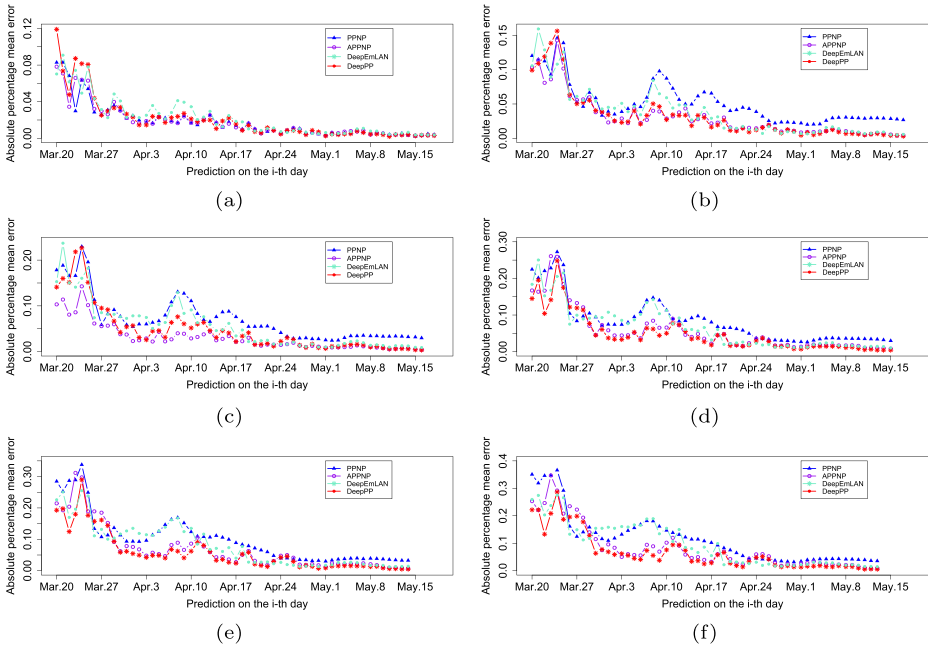 Absolute percentage mean error
0.00 0.04 0.08 0.12
PPNP
APPNP
DeepEmLAN
DeepPP
Mar.20 Mar.27 Apr.3 Apr.10 Apr.17 Apr.24 May.1 May.8 May.15
Prediction on the i-th day
(a)
Absolute percentage mean error
0.00 0.05 0.10 0.15
PPNP
APPNP
DeepEmLAN
DeepPP
Mar.20 Mar.27 Apr.3 Apr.10 Apr.17 Apr.24 May.1 May.8 May.15
Prediction on the i-th day
(b)
Absolute percentage mean error
0.00 0.10 0.20
PPNP
APPNP
DeepEmLAN
DeepPP
Mar.20 Mar.27 Apr.3 Apr.10 Apr.17 Apr.24 May.1 May.8 May.15
Prediction on the i-th day
(c)
Absolute percentage mean error
0.00 0.10 0.20 0.30
PPNP
APPNP
DeepEmLAN
DeepPP
Mar.20 Mar.27 Apr.3 Apr.10 Apr.17 Apr.24 May.1 May.8 May.15
Prediction on the i-th day
(d)
Absolute percentage mean error
0.00 0.10 0.20 0.30
PPNP
APPNP
DeepEmLAN
DeepPP
Mar.20 Mar.27 Apr.3 Apr.10 Apr.17 Apr.24 May.1 May.8 May.15
Prediction on the i-th day
(e)
Absolute percentage mean error
0.0 0.1 0.2 0.3 0.4
PPNP
APPNP
DeepEmLAN
DeepPP
Mar.20 Mar.27 Apr.3 Apr.10 Apr.17 Apr.24 May.1 May.8 May.15
Prediction on the i-th day
(f)